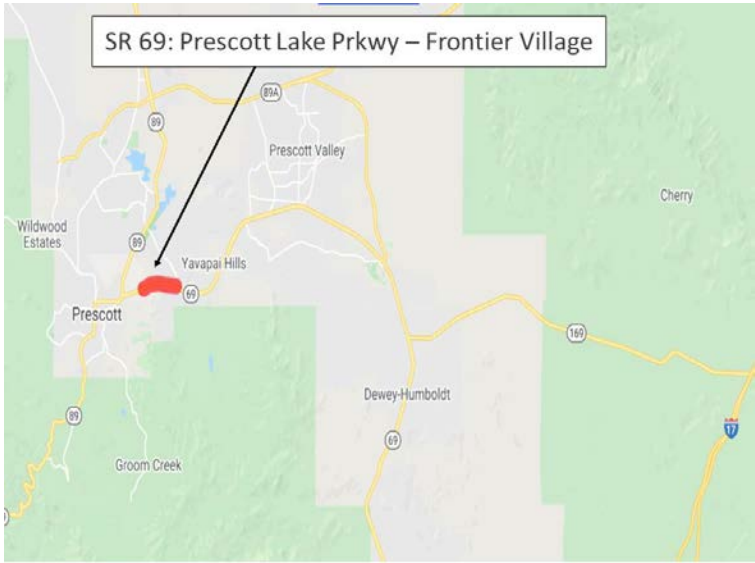 SR 69: Prescott Lake Prkwy – Frontier Village
89A
89
Prescott Valley
Cherry
Wildwood
Estates
89
Yavapai Hills
69
Prescott
169
Dewey-Humboldt
89
17
69
Groom Creek